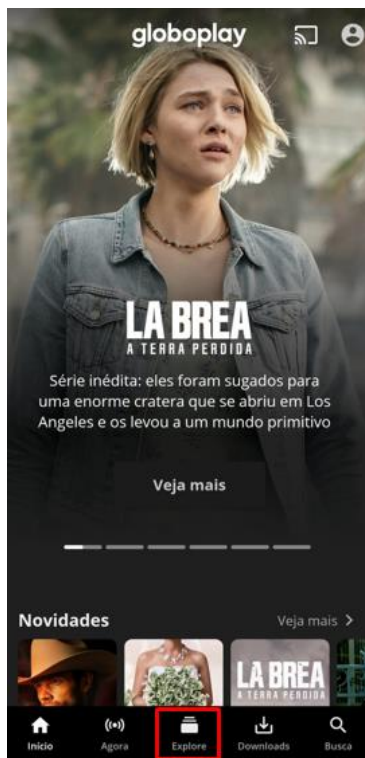 globoplay
LA BREA
A TERRA PERDIDA
Série inédita: eles foram sugados para
uma enorme cratera que se abriu em Los
Angeles e os levou a um mundo primitivo
Veja mais
Novidades
Veja mais >
LA BREA
A TERRA PERDIDA
Início
Agora
Explore
Downloads
Busca